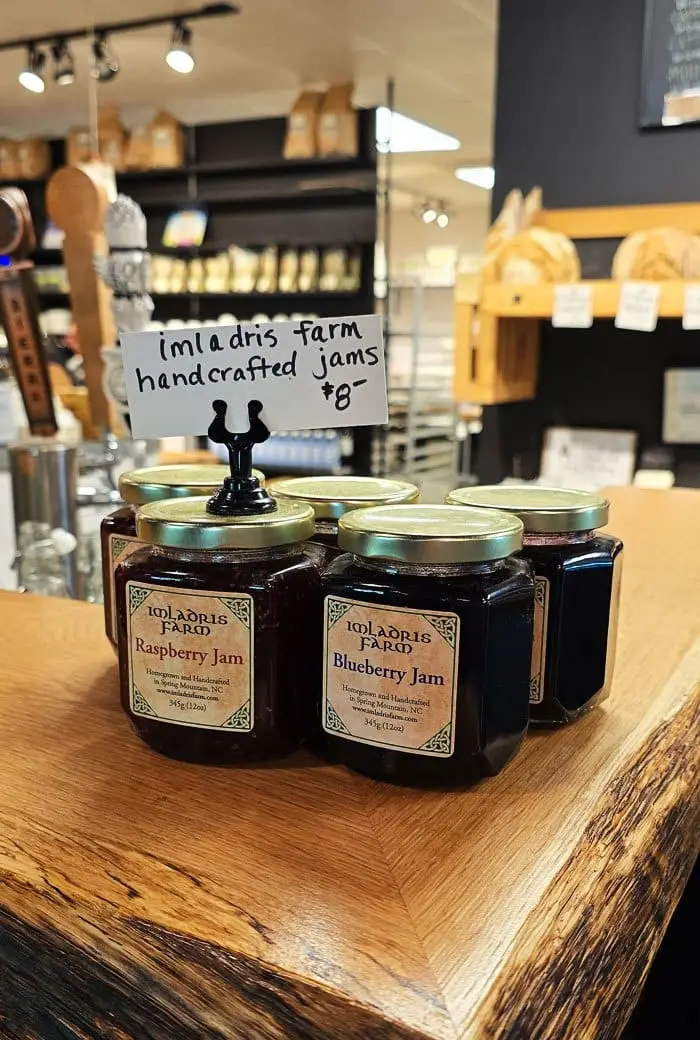 imladris farm
handcrafted jams
$8-
IMLADRIS
FARM
Raspberry Jam
Homegrown and Handcrafted
in Spring Mountain, NC
www.imladrisfarm.com
345g (12oz)
IMLADRIS
FARM
Blueberry Jam
Homegrown and Handcrafted
in Spring Mountain, NC
www.imladrisfarm.com
345g (12oz)